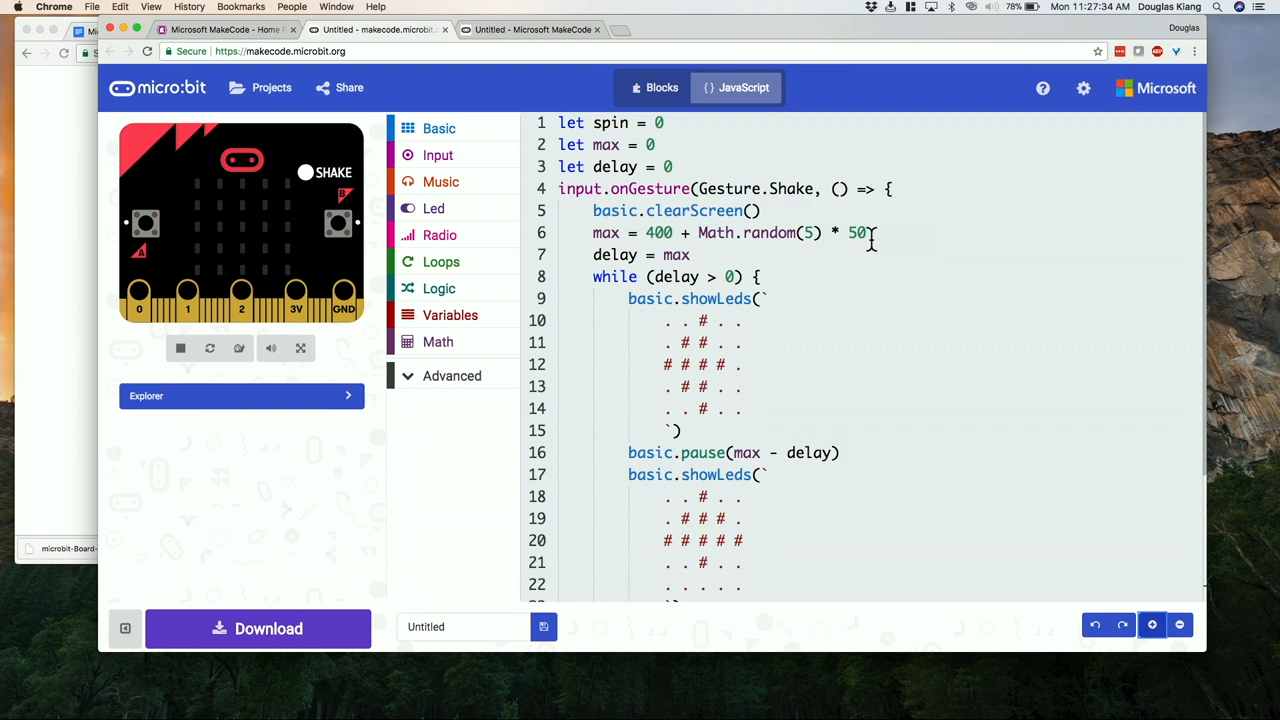 Chrome File Edit View History Bookmarks People Window Help 78% Mon 11:27:34 AM Douglas Kiang
Microsoft MakeCode - Home P Untitled - makecode.microbit. Untitled - Microsoft MakeCode Douglas
Secure https://makecode.microbit.org
micro:bit Projects Share Blocks { } JavaScript Microsoft
SHAKE
B
A
0 1 2 3V GND
Explorer
Basic
Input
Music
Led
Radio
Loops
Logic
Variables
Math
Advanced
1 let spin = 0
2 let max = 0
3 let delay = 0
4 input.onGesture(Gesture.Shake, () => {
5 basic.clearScreen()
6 max = 400 + Math.random(5) * 50
7 delay = max
8 while (delay > 0) {
9 basic.showLeds(`
10 . . # . .
11 . # # . .
12 # # # # .
13 . # # . .
14 . . # . .
15 `)
16 basic.pause(max - delay)
17 basic.showLeds(`
18 . . # . .
19 . # # # .
20 # # # # #
21 . . # . .
22 . . . . .
microbit-Board-
Download Untitled